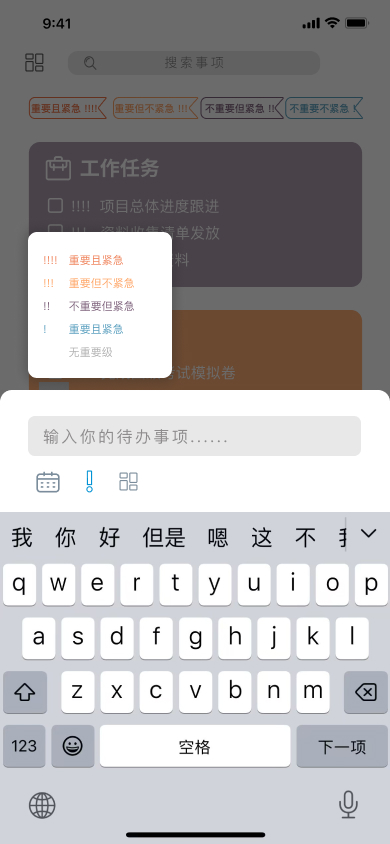 9:41
搜索事项
重要且紧急 !!!! 重要但不紧急 !!! 不重要但紧急 !! 不重要不紧急 !
工作任务
!!!! 项目总体进度跟进
!!! 资料收集清单发放
材料
!!!! 重要且紧急
!!! 重要但不紧急
!! 不重要但紧急
! 重要且紧急
无重要级
试模拟卷
输入你的待办事项......
我 你 好 但是 嗯 这 不
q w e r t y u i o p
a s d f g h j k l
z x c v b n m
123 空格 下一项